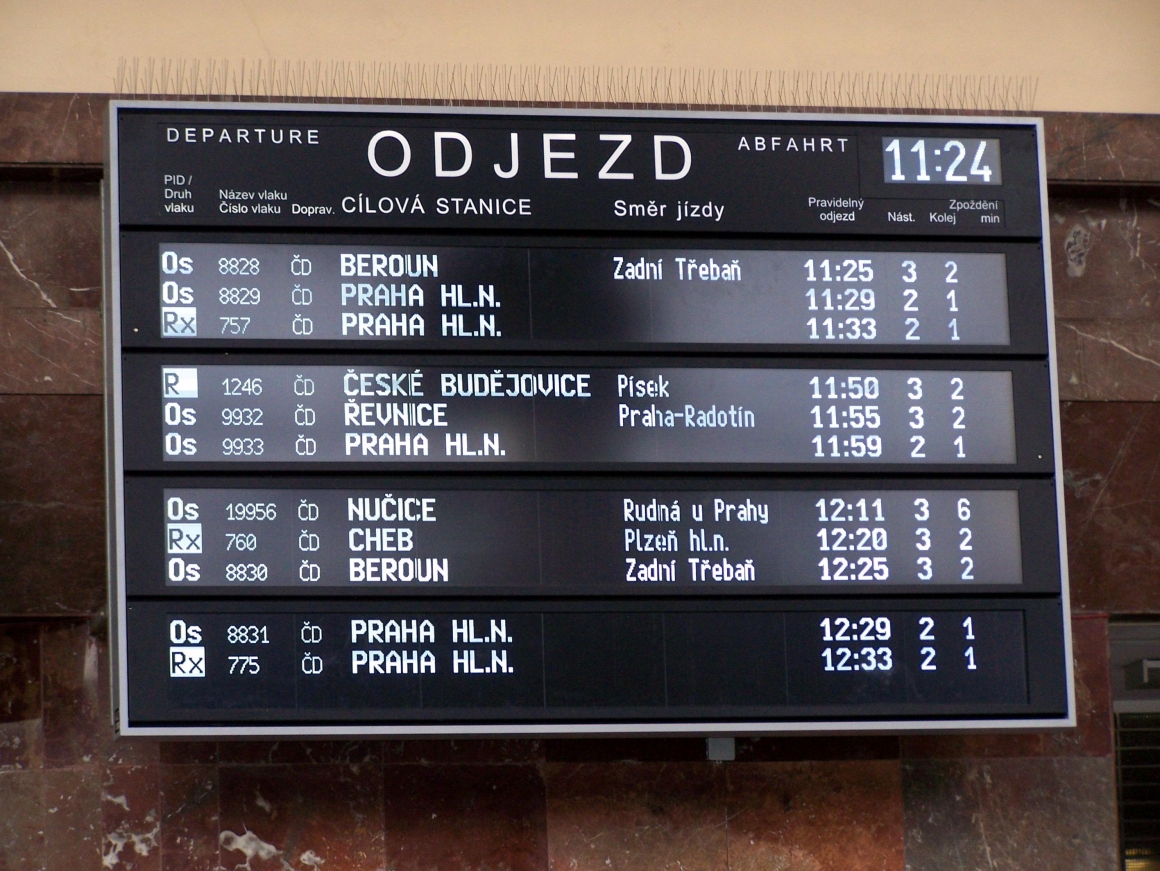 DEPARTURE ODJEZD ABFAHRT 11:24
PID / Druh vlaku Název vlaku Číslo vlaku Doprav. CÍLOVÁ STANICE Směr jízdy Pravidelný odjezd Nást. Kolej Zpoždění min
Os 8828 ČD BEROUN Zadní Třebaň 11:25 3 2
Os 8829 ČD PRAHA HL.N. 11:29 2 1
Rx 757 ČD PRAHA HL.N. 11:33 2 1
R 1246 ČD ČESKÉ BUDĚJOVICE Písek 11:50 3 2
Os 9932 ČD ŘEVNICE Praha-Radotín 11:55 3 2
Os 9933 ČD PRAHA HL.N. 11:59 2 1
Os 19956 ČD NUČICE Rudná u Prahy 12:11 3 6
Rx 760 ČD CHEB Plzeň hl.n. 12:20 3 2
Os 8830 ČD BEROUN Zadní Třebaň 12:25 3 2
Os 8831 ČD PRAHA HL.N. 12:29 2 1
Rx 775 ČD PRAHA HL.N. 12:33 2 1